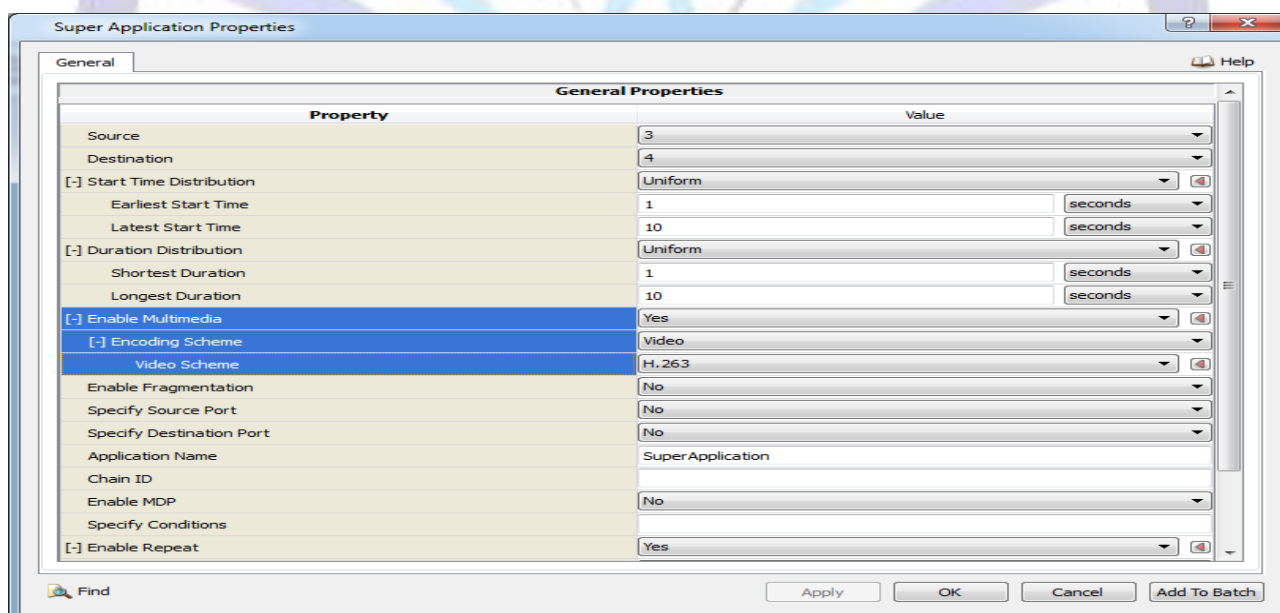 Super Application Properties
General
Help
General Properties
Property Value
Source 3
Destination 4
[-] Start Time Distribution Uniform
Earliest Start Time 1 seconds
Latest Start Time 10 seconds
[-] Duration Distribution Uniform
Shortest Duration 1 seconds
Longest Duration 10 seconds
[-] Enable Multimedia Yes
[-] Encoding Scheme Video
Video Scheme H.263
Enable Fragmentation No
Specify Source Port No
Specify Destination Port No
Application Name SuperApplication
Chain ID
Enable MDP No
Specify Conditions
[-] Enable Repeat Yes
Find Apply OK Cancel Add To Batch